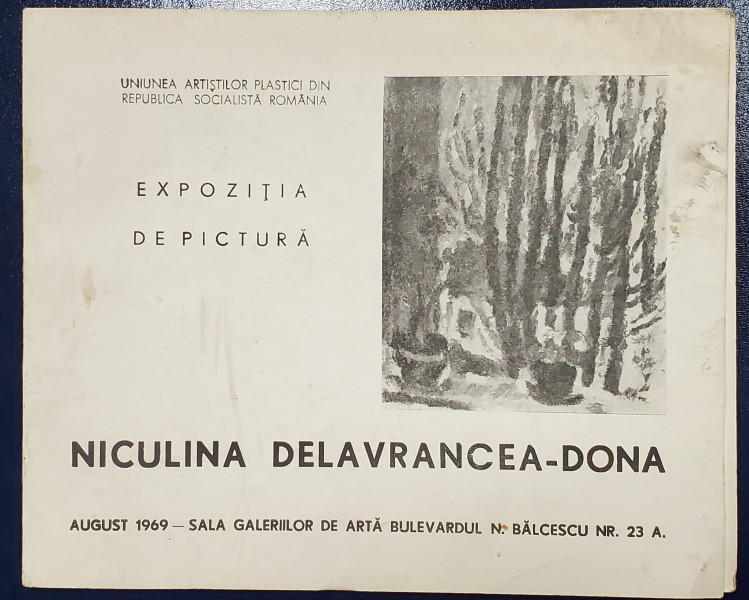 UNIUNEA ARTIȘTILOR PLASTICI DIN
REPUBLICA SOCIALISTĂ ROMÂNIA
EXPOZIȚIA
DE PICTURĂ
NICULINA DELAVRANCEA-DONA
AUGUST 1969 — SALA GALERIILOR DE ARTĂ BULEVARDUL N. BĂLCESCU NR. 23 A.